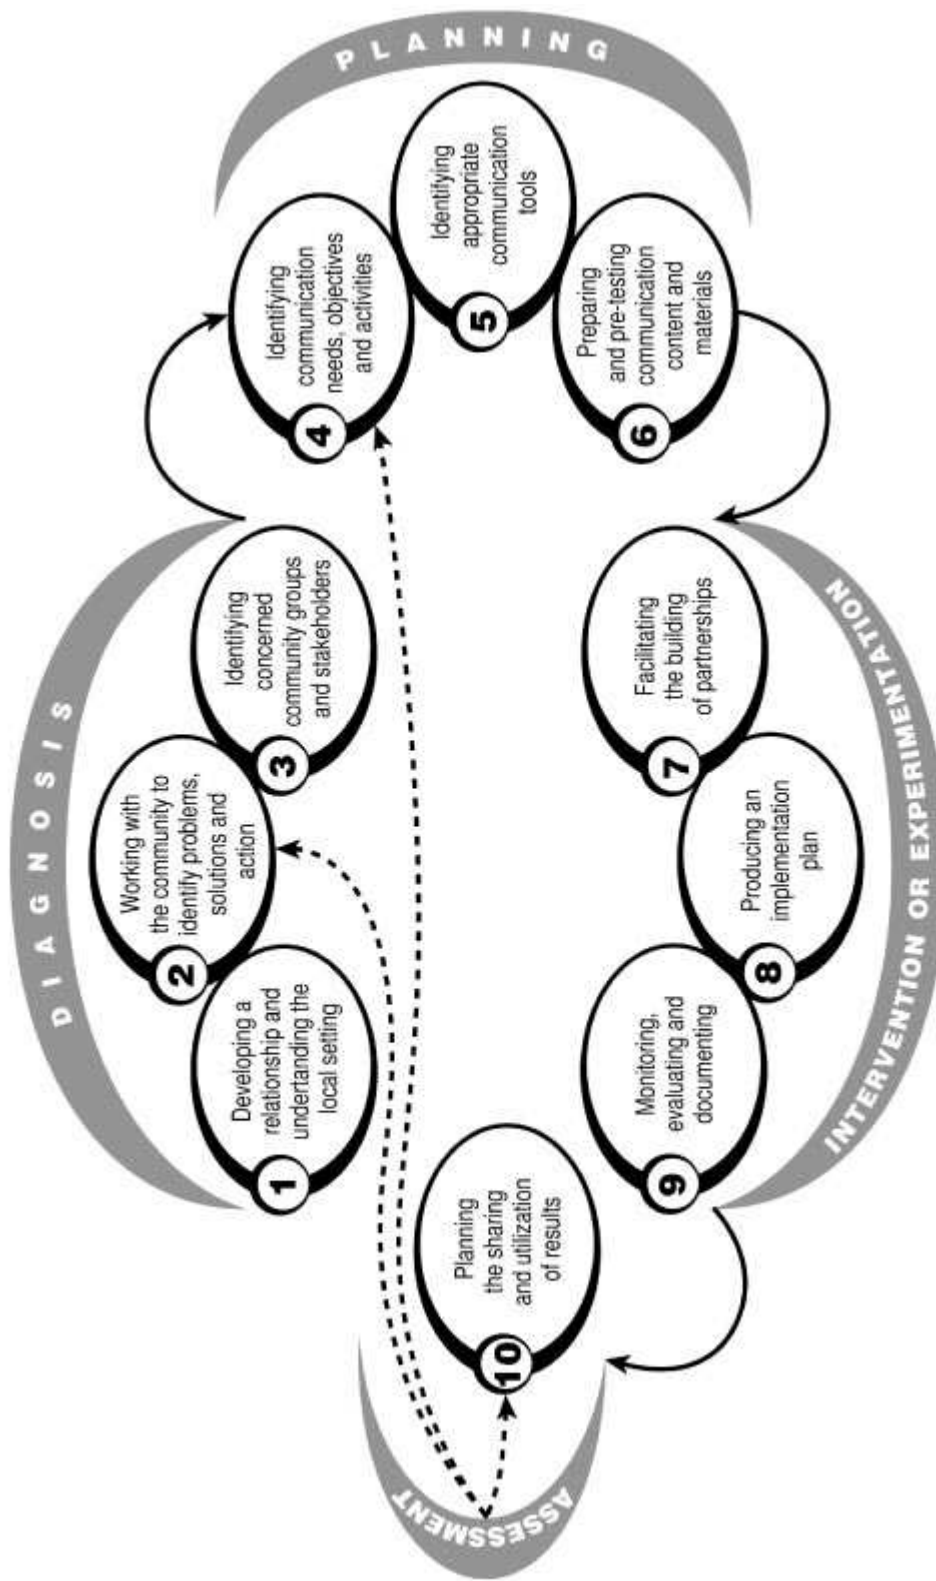 DIAGNOSIS
1
Developing a
relationship and
undertanding the
local setting
2
Working with
the community to
identify problems,
solutions and
action
3
Identifying
concerned
community groups
and stakeholders
PLANNING
4
Identifying
communication
needs, objectives
and activities
5
Identifying
appropriate
communication
tools
6
Preparing
and pre-testing
communication
content and
materials
INTERVENTION OR EXPERIMENTATION
7
Facilitating
the building
of partnerships
8
Producing an
implementation
plan
9
Monitoring,
evaluating and
documenting
ASSESSMENT
10
Planning
the sharing
and utilization
of results